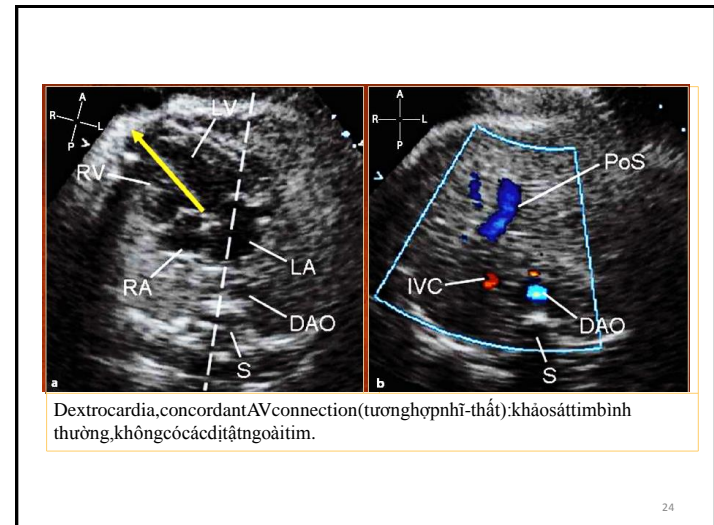 A
R
L
P
LV
RV
RA
LA
DAO
S
a
A
R
L
P
PoS
IVC
DAO
S
b
Dextrocardia,concordantAVconnection(tươnghợpnhĩ-thất):khảosáttimbình
thường,khôngcócácdịtậtngoàitim.
24